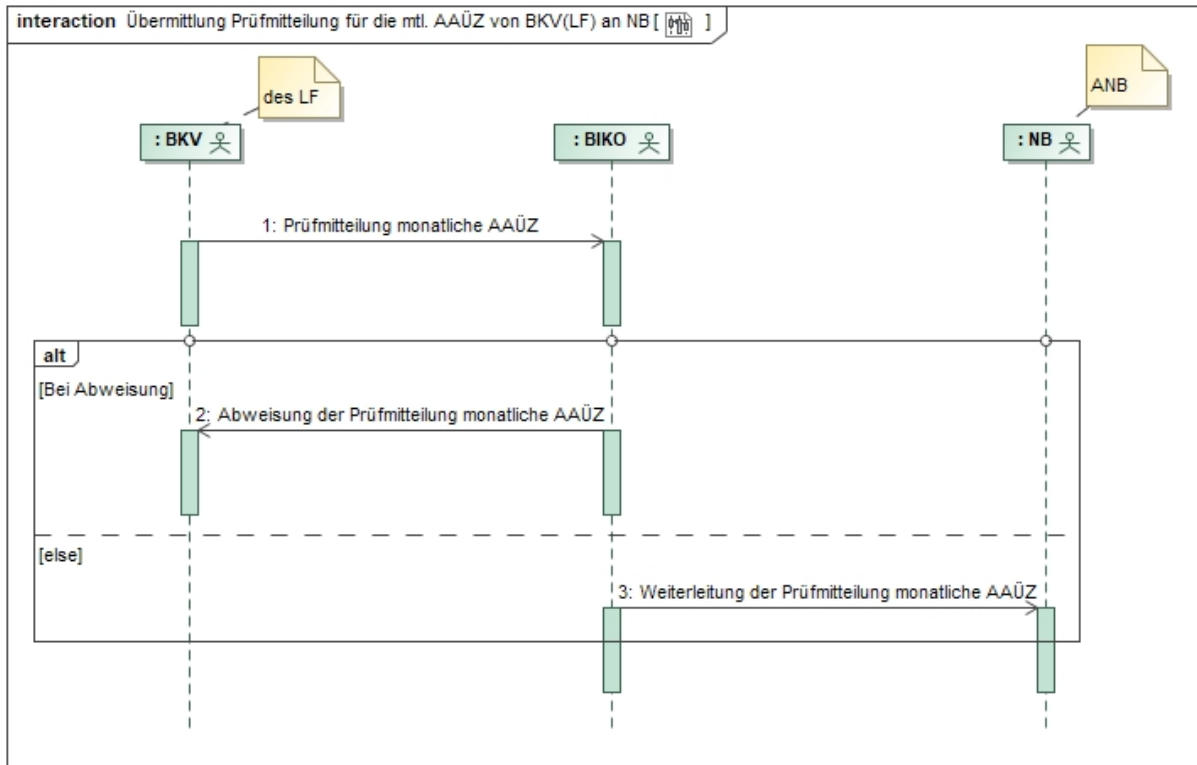 interaction Übermittlung Prüfmitteilung für die mtl. AAÜZ von BKV(LF) an NB [ ]
des LF
ANB
: BKV
: BIKO
: NB
1: Prüfmitteilung monatliche AAÜZ
alt
[Bei Abweisung]
2: Abweisung der Prüfmitteilung monatliche AAÜZ
[else]
3: Weiterleitung der Prüfmitteilung monatliche AAÜZ